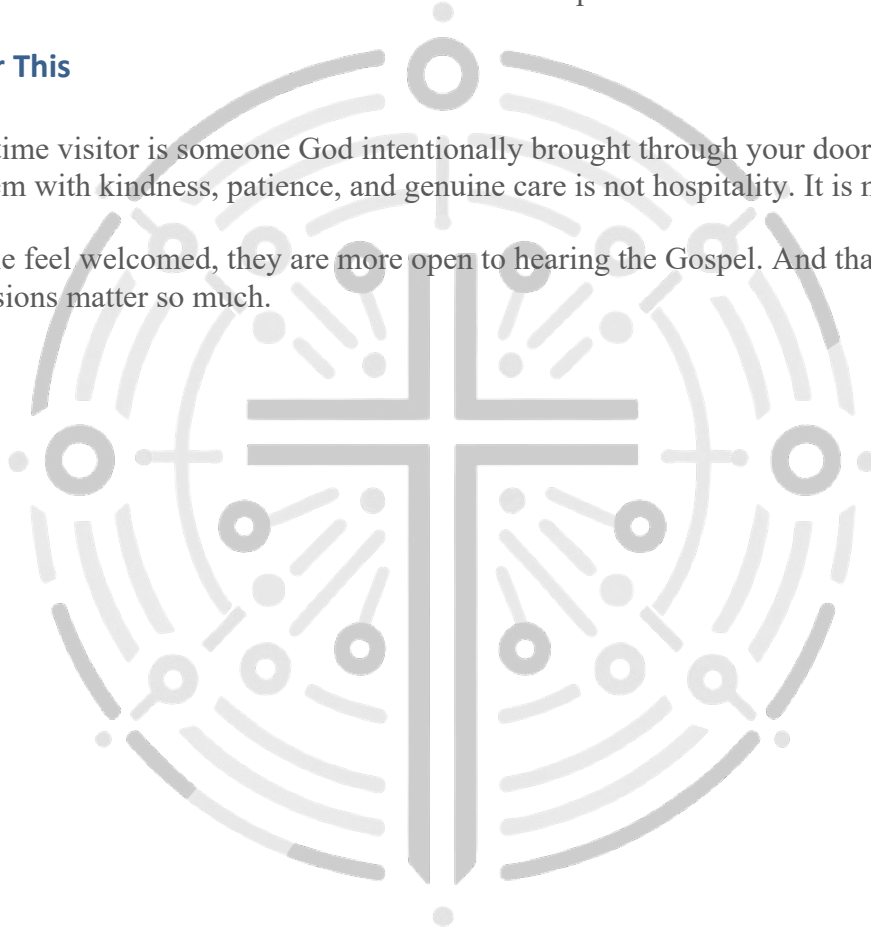 r This
time visitor is someone God intentionally brought through your door
em with kindness, patience, and genuine care is not hospitality. It is
e feel welcomed, they are more open to hearing the Gospel. And tha
sions matter so much.